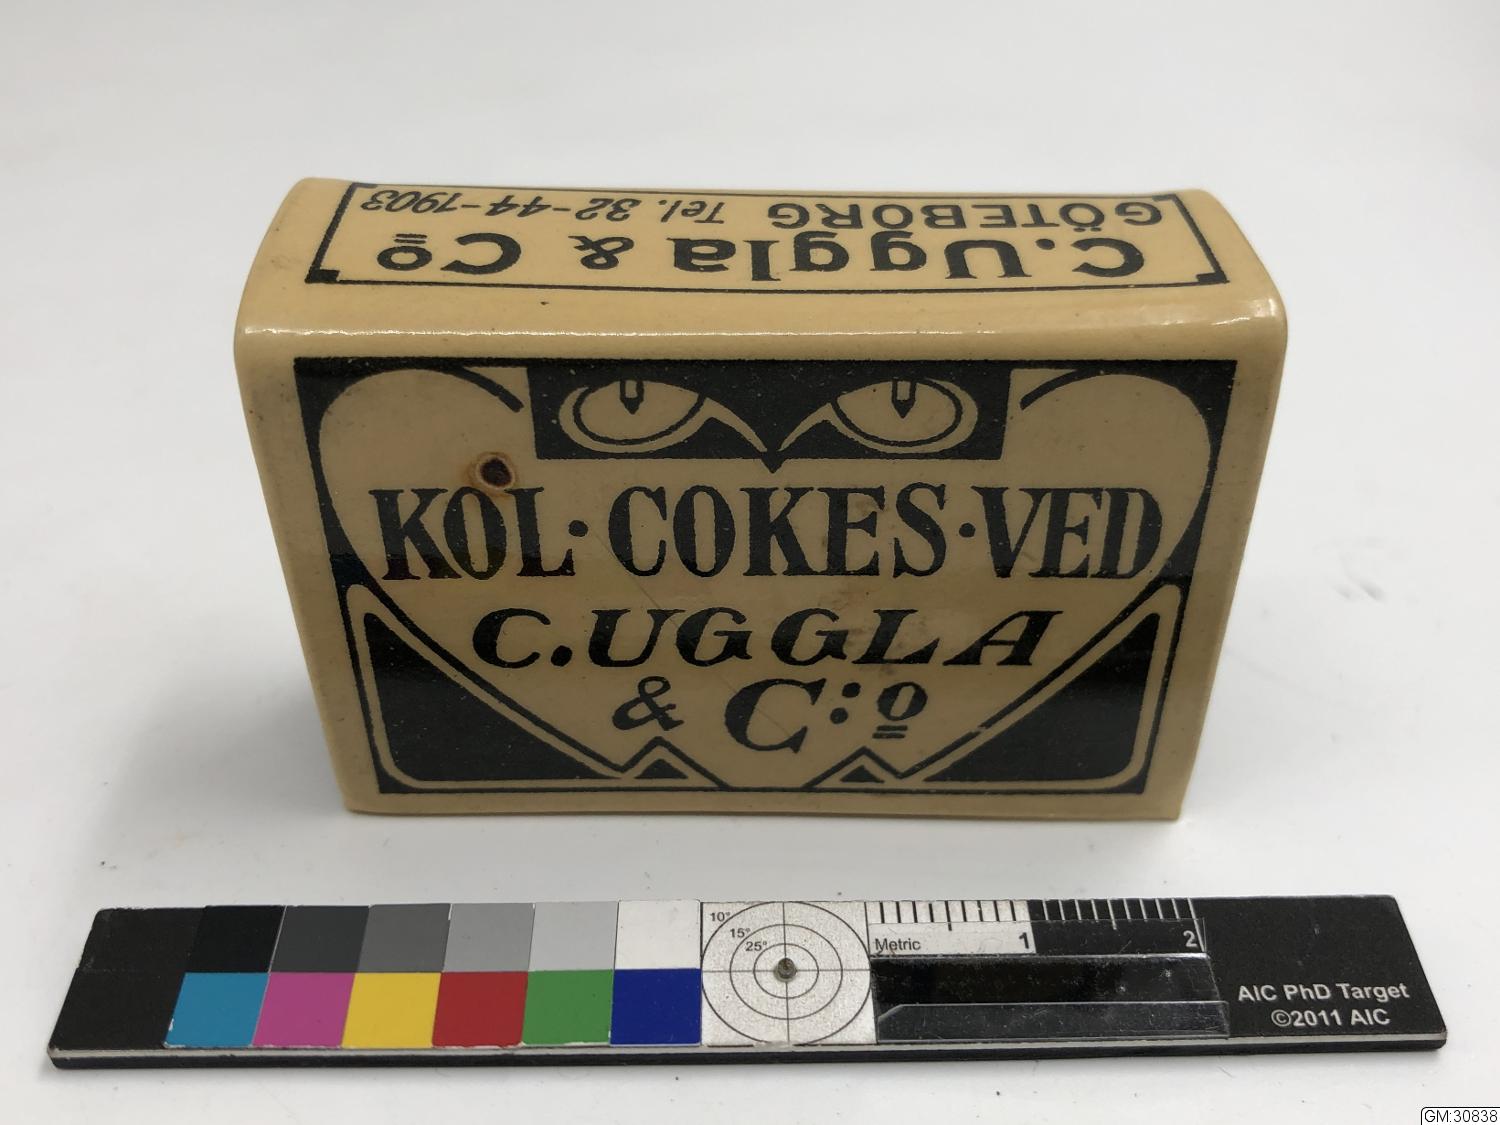 C.Uggla & Co
GÖTEBORG Tel. 32-44-1903
KOL·COKES·VED
C.UGGLA
& C:o
10°
15°
25°
Metric 1 2
AIC PhD Target
©2011 AIC
GM:30838